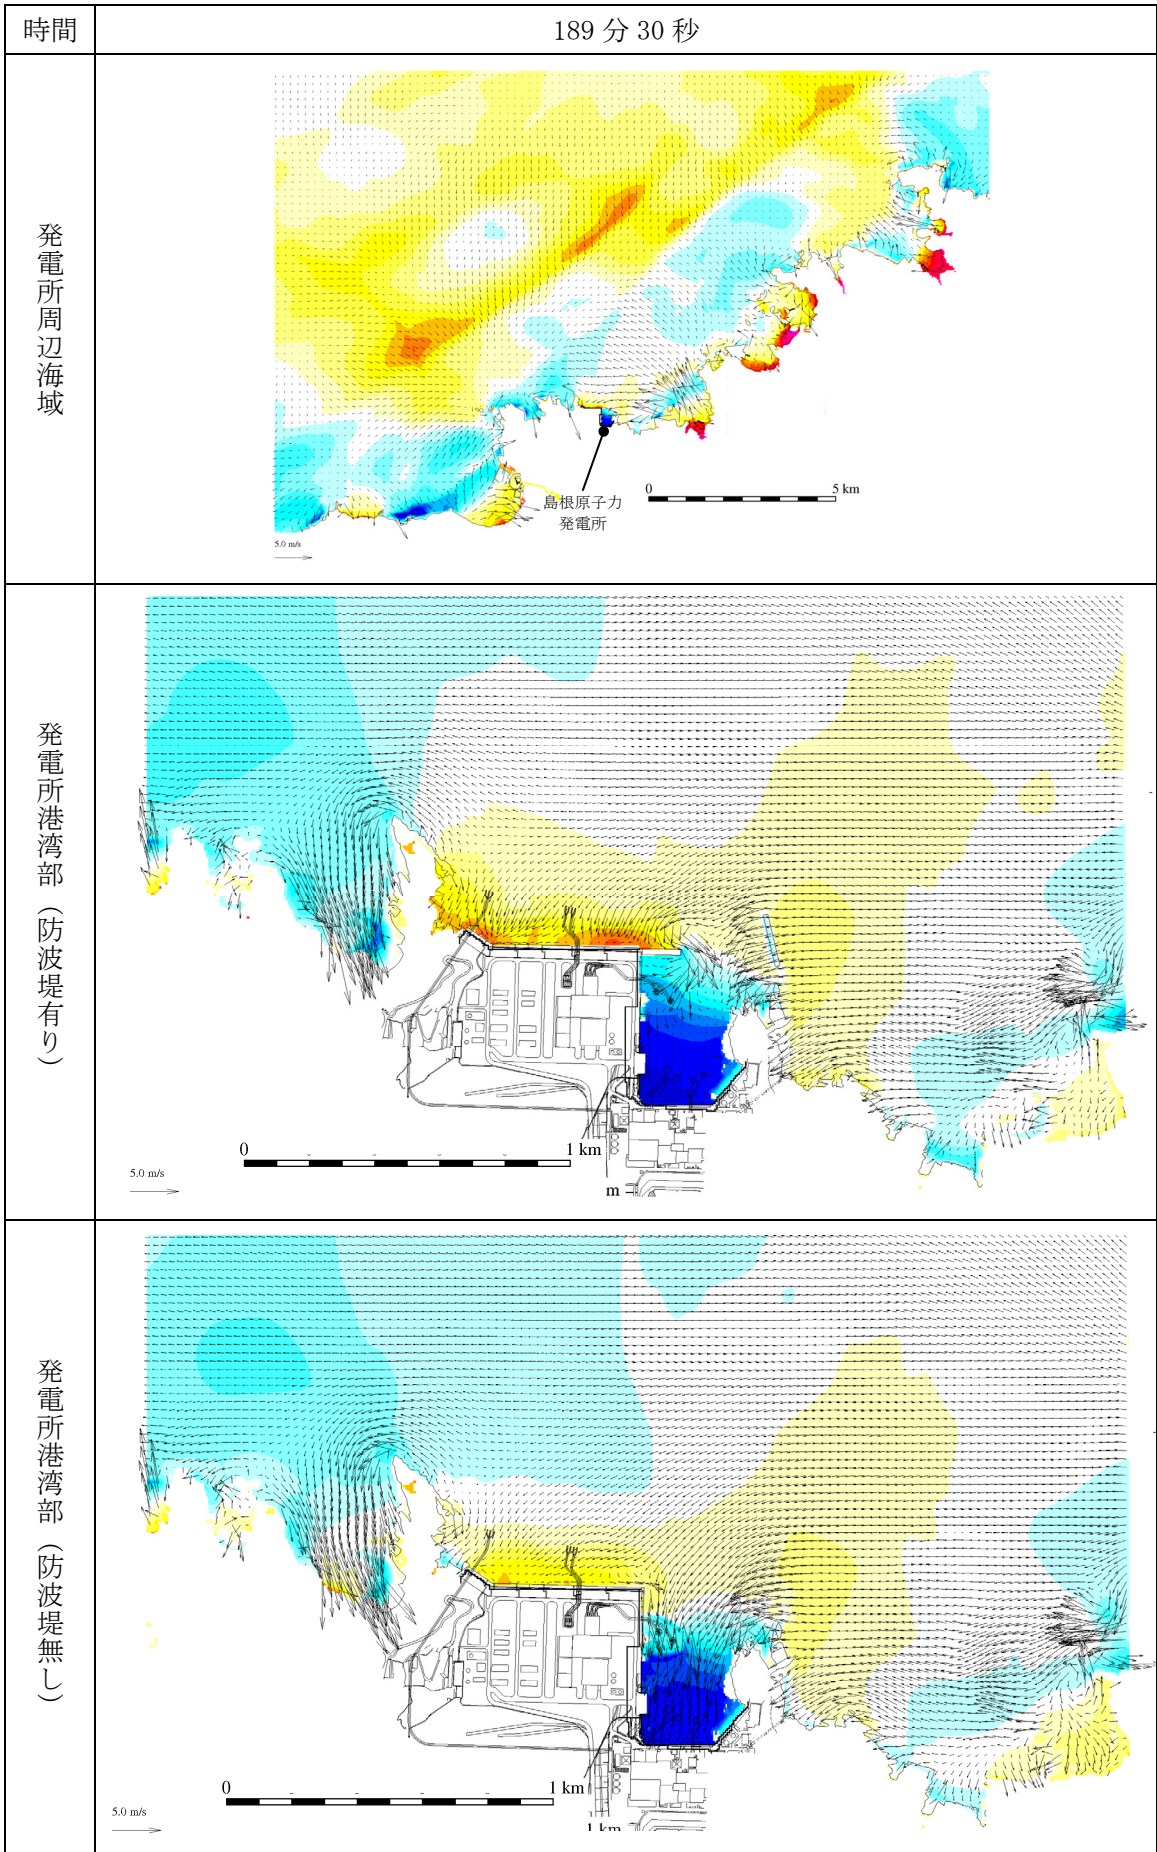 時間
189 分 30 秒
発電所周辺海域
島根原子力
発電所
0
5 km
5.0 m/s
発電所港湾部（防波堤有り）
0
1 km
5.0 m/s
m
発電所港湾部（防波堤無し）
0
1 km
5.0 m/s
1 km